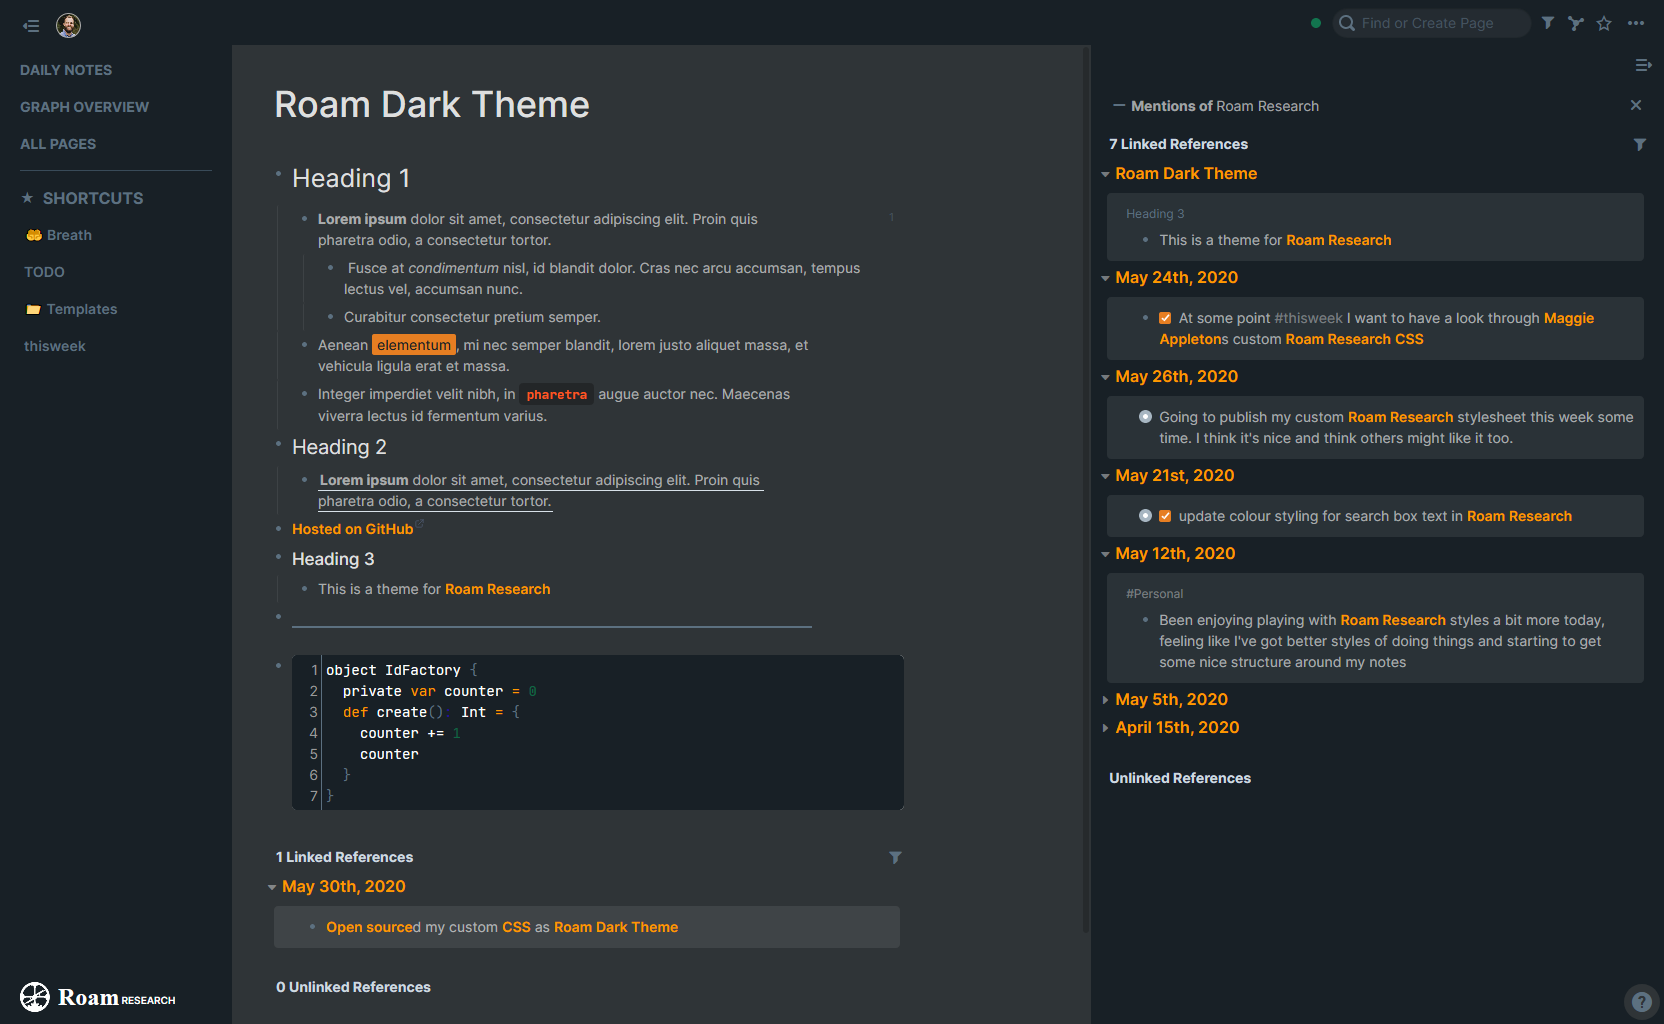 Find or Create Page
DAILY NOTES
GRAPH OVERVIEW
ALL PAGES
★ SHORTCUTS
🤲 Breath
TODO
📁 Templates
thisweek
Roam RESEARCH
Roam Dark Theme
Heading 1
Lorem ipsum dolor sit amet, consectetur adipiscing elit. Proin quis
1
pharetra odio, a consectetur tortor.
Fusce at condimentum nisl, id blandit dolor. Cras nec arcu accumsan, tempus
lectus vel, accumsan nunc.
Curabitur consectetur pretium semper.
Aenean elementum, mi nec semper blandit, lorem justo aliquet massa, et
vehicula ligula erat et massa.
Integer imperdiet velit nibh, in pharetra augue auctor nec. Maecenas
viverra lectus id fermentum varius.
Heading 2
Lorem ipsum dolor sit amet, consectetur adipiscing elit. Proin quis
pharetra odio, a consectetur tortor.
Hosted on GitHub
Heading 3
This is a theme for Roam Research
1 object IdFactory {
2 private var counter = 0
3 def create() Int = {
4 counter += 1
5 counter
6 }
7 }
1 Linked References
May 30th, 2020
Open sourced my custom CSS as Roam Dark Theme
0 Unlinked References
Mentions of Roam Research
7 Linked References
Roam Dark Theme
Heading 3
This is a theme for Roam Research
May 24th, 2020
At some point #thisweek I want to have a look through Maggie
Appletons custom Roam Research CSS
May 26th, 2020
Going to publish my custom Roam Research stylesheet this week some
time. I think it's nice and think others might like it too.
May 21st, 2020
update colour styling for search box text in Roam Research
May 12th, 2020
#Personal
Been enjoying playing with Roam Research styles a bit more today,
feeling like I've got better styles of doing things and starting to get
some nice structure around my notes
May 5th, 2020
April 15th, 2020
Unlinked References
?